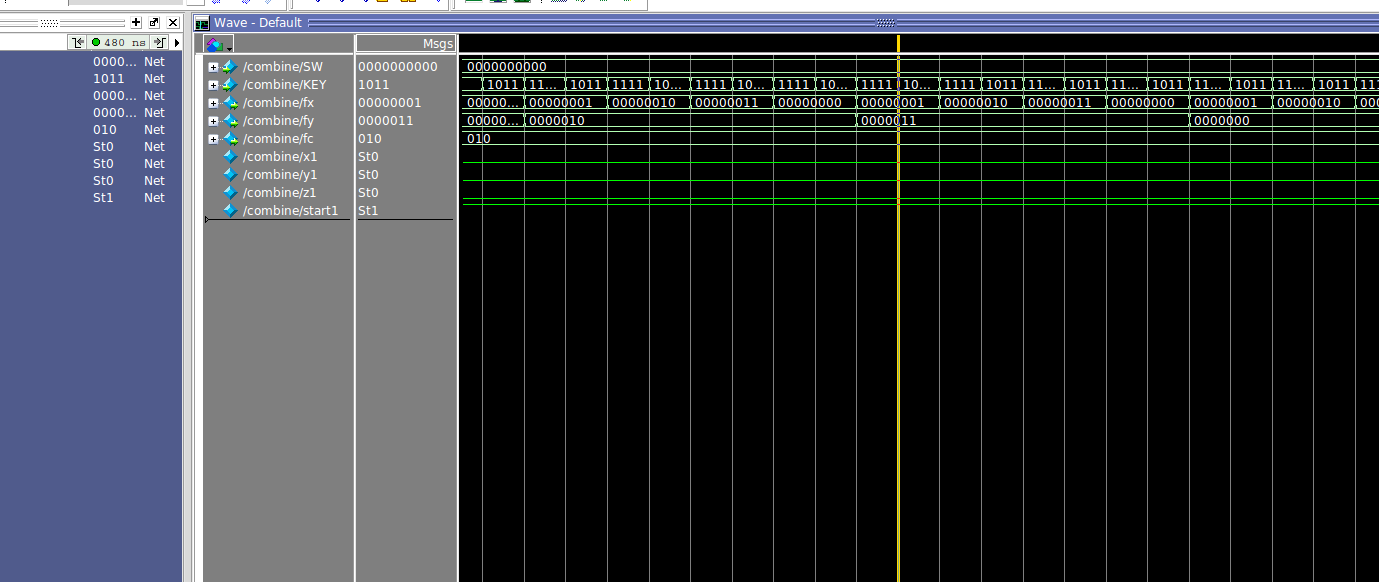 Wave - Default
480 ns
Msgs
0000... Net
1011 Net
0000... Net
0000... Net
010 Net
St0 Net
St0 Net
St0 Net
St1 Net
/combine/SW 0000000000 0000000000
/combine/KEY 1011 1011 11... 1011 1111 10... 1111 10... 1111 10... 1111 10... 1111 1011 11... 1011 11... 1011 11... 1011 11... 1011 11
/combine/fx 00000001 00000... 00000001 00000010 00000011 00000000 00000001 00000010 00000011 00000000 00000001 00000010 000
/combine/fy 0000011 00000... 0000010 0000011 0000000
/combine/fc 010 010
/combine/x1 St0
/combine/y1 St0
/combine/z1 St0
/combine/start1 St1